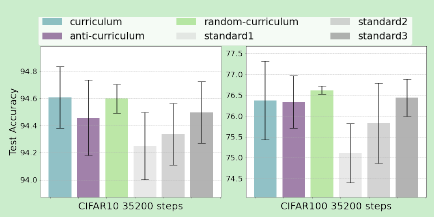 curriculum random-curriculum standard2
anti-curriculum standard1 standard3
Test Accuracy
94.8
94.6
94.4
94.2
94.0
CIFAR10 35200 steps
77.5
77.0
76.5
76.0
75.5
75.0
74.5
CIFAR100 35200 steps